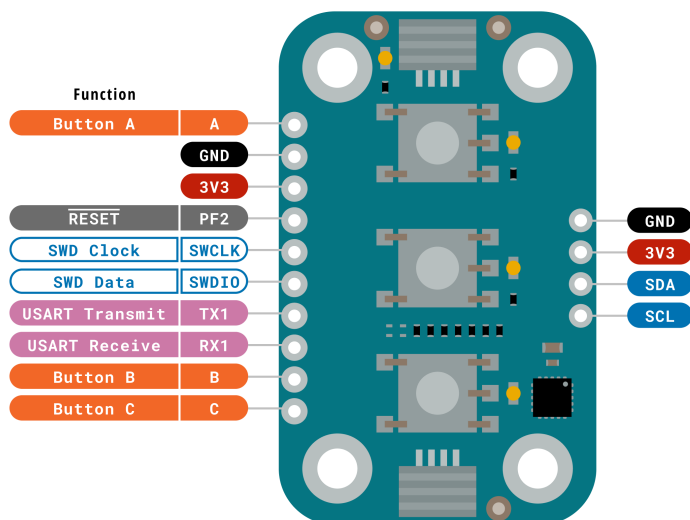 Function
Button A A
GND
3V3
RESET PF2
SWD Clock SWCLK
SWD Data SWDIO
USART Transmit TX1
USART Receive RX1
Button B B
Button C C
GND
3V3
SDA
SCL